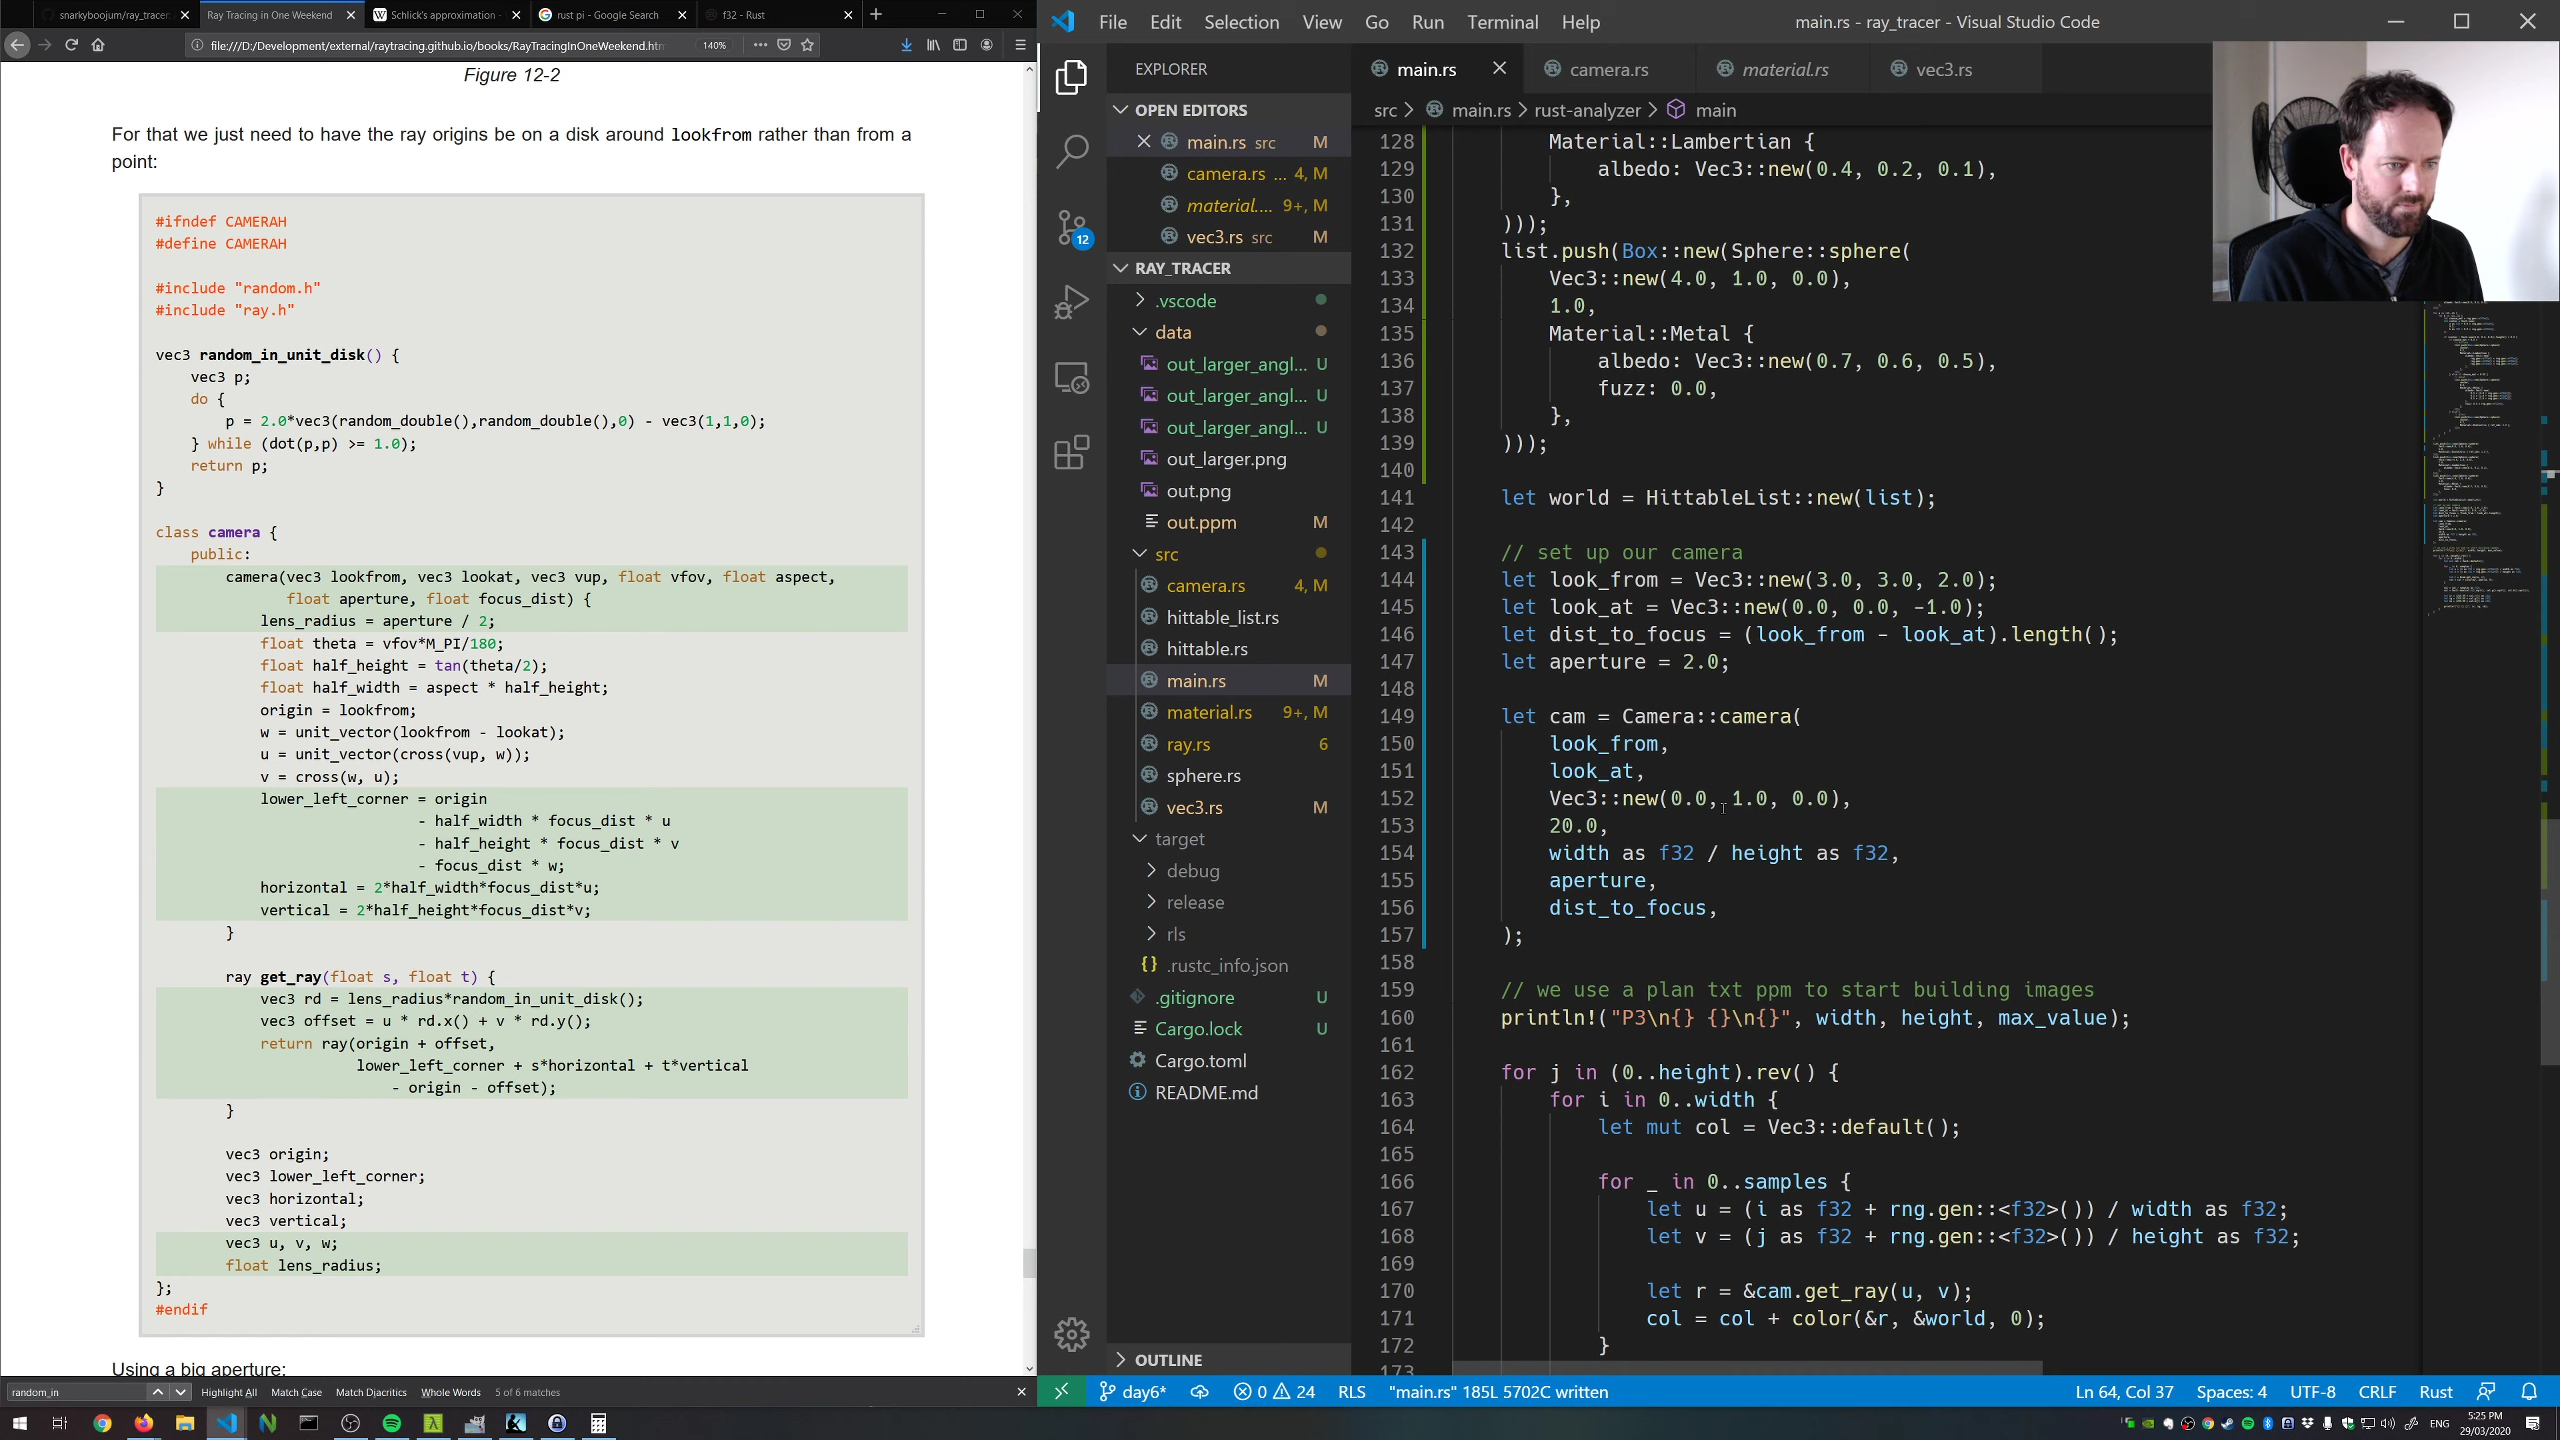 snarkyboojum/ray_tracer:
Ray Tracing in One Weekend
Schlick's approximation -
rust pi - Google Search
f32 - Rust
file:///D:/Development/external/raytracing.github.io/books/RayTracingInOneWeekend.htm
140%
Figure 12-2
For that we just need to have the ray origins be on a disk around lookfrom rather than from a
point:
#ifndef CAMERAH
#define CAMERAH
#include "random.h"
#include "ray.h"
vec3 random_in_unit_disk() {
vec3 p;
do {
p = 2.0*vec3(random_double(),random_double(),0) - vec3(1,1,0);
} while (dot(p,p) >= 1.0);
return p;
}
class camera {
public:
camera(vec3 lookfrom, vec3 lookat, vec3 vup, float vfov, float aspect,
float aperture, float focus_dist) {
lens_radius = aperture / 2;
float theta = vfov*M_PI/180;
float half_height = tan(theta/2);
float half_width = aspect * half_height;
origin = lookfrom;
w = unit_vector(lookfrom - lookat);
u = unit_vector(cross(vup, w));
v = cross(w, u);
lower_left_corner = origin
- half_width * focus_dist * u
- half_height * focus_dist * v
- focus_dist * w;
horizontal = 2*half_width*focus_dist*u;
vertical = 2*half_height*focus_dist*v;
}
ray get_ray(float s, float t) {
vec3 rd = lens_radius*random_in_unit_disk();
vec3 offset = u * rd.x() + v * rd.y();
return ray(origin + offset,
lower_left_corner + s*horizontal + t*vertical
- origin - offset);
}
vec3 origin;
vec3 lower_left_corner;
vec3 horizontal;
vec3 vertical;
vec3 u, v, w;
float lens_radius;
};
#endif
Using a big aperture:
random_in
Highlight All Match Case Match Diacritics Whole Words 5 of 6 matches
File Edit Selection View Go Run Terminal Help
main.rs - ray_tracer - Visual Studio Code
EXPLORER
OPEN EDITORS
main.rs src M
camera.rs ... 4, M
material.... 9+, M
vec3.rs src M
12
RAY_TRACER
.vscode
data
out_larger_angl... U
out_larger_angl... U
out_larger_angl... U
out_larger.png
out.png
out.ppm M
src
camera.rs 4, M
hittable_list.rs
hittable.rs
main.rs M
material.rs 9+, M
ray.rs 6
sphere.rs
vec3.rs M
target
debug
release
rls
.rustc_info.json
.gitignore U
Cargo.lock U
Cargo.toml
README.md
OUTLINE
main.rs
camera.rs
material.rs
vec3.rs
src > main.rs > rust-analyzer > main
128 Material::Lambertian {
129 albedo: Vec3::new(0.4, 0.2, 0.1),
130 },
131 )));
132 list.push(Box::new(Sphere::sphere(
133 Vec3::new(4.0, 1.0, 0.0),
134 1.0,
135 Material::Metal {
136 albedo: Vec3::new(0.7, 0.6, 0.5),
137 fuzz: 0.0,
138 },
139 )));
140
141 let world = HittableList::new(list);
142
143 // set up our camera
144 let look_from = Vec3::new(3.0, 3.0, 2.0);
145 let look_at = Vec3::new(0.0, 0.0, -1.0);
146 let dist_to_focus = (look_from - look_at).length();
147 let aperture = 2.0;
148
149 let cam = Camera::camera(
150 look_from,
151 look_at,
152 Vec3::new(0.0, 1.0, 0.0),
153 20.0,
154 width as f32 / height as f32,
155 aperture,
156 dist_to_focus,
157 );
158
159 // we use a plan txt ppm to start building images
160 println!("P3\n{} {}\n{}", width, height, max_value);
161
162 for j in (0..height).rev() {
163 for i in 0..width {
164 let mut col = Vec3::default();
165
166 for _ in 0..samples {
167 let u = (i as f32 + rng.gen::<f32>()) / width as f32;
168 let v = (j as f32 + rng.gen::<f32>()) / height as f32;
169
170 let r = &cam.get_ray(u, v);
171 col = col + color(&r, &world, 0);
172 }
173
day6* 0 24 RLS "main.rs" 185L 5702C written
Ln 64, Col 37 Spaces: 4 UTF-8 CRLF Rust
ENG
5:25 PM
29/03/2020